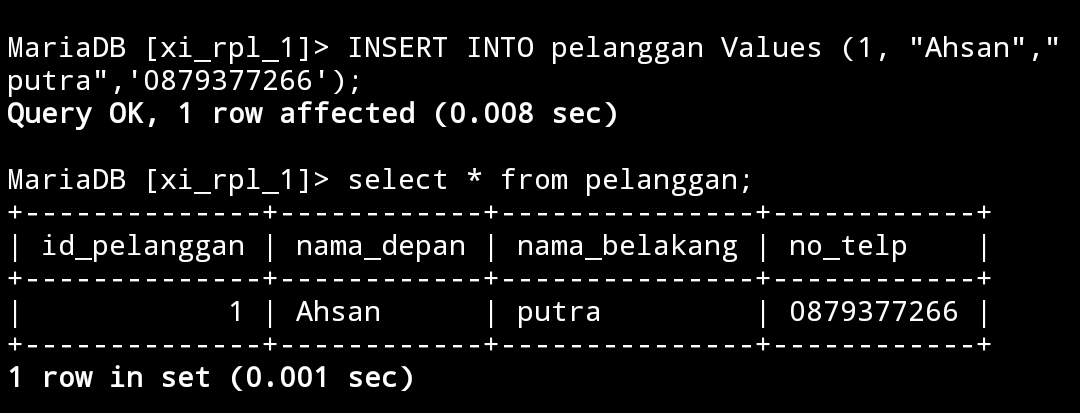 MariaDB [xi_rpl_1]> INSERT INTO pelanggan Values (1, "Ahsan","
putra",'0879377266');
Query OK, 1 row affected (0.008 sec)
MariaDB [xi_rpl_1]> select * from pelanggan;
+--------------+------------+---------------+------------+
| id_pelanggan | nama_depan | nama_belakang | no_telp    |
+--------------+------------+---------------+------------+
|            1 | Ahsan      | putra         | 0879377266 |
+--------------+------------+---------------+------------+
1 row in set (0.001 sec)